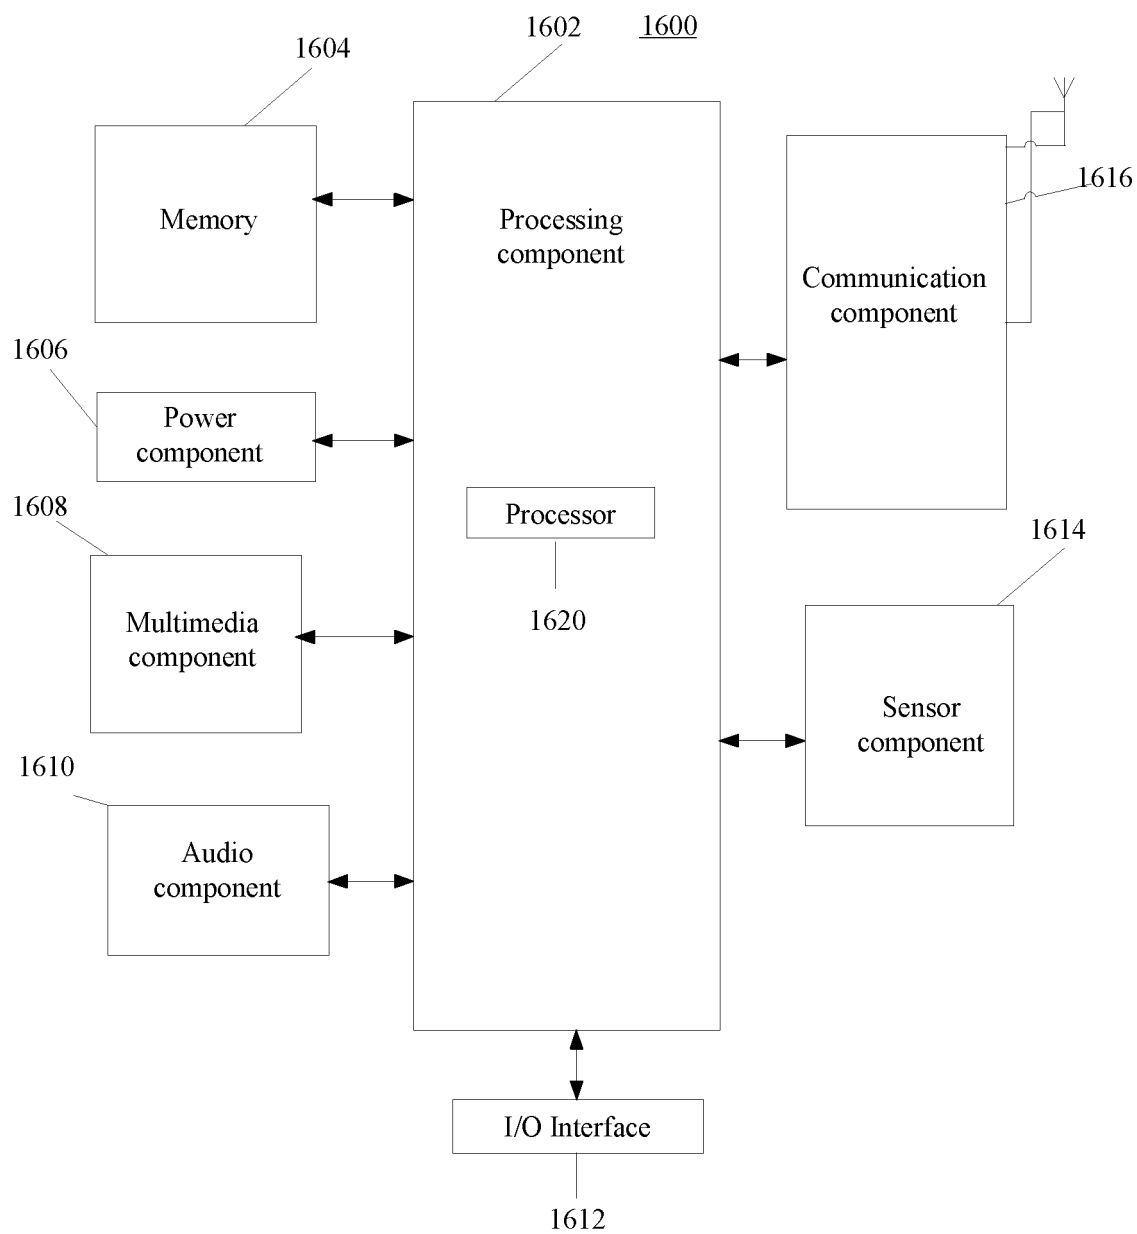 1602
1600
1604
1616
Memory
Processing
component
Communication
component
1606
Power
component
1608
Processor
1614
1620
Multimedia
component
Sensor
component
1610
Audio
component
I/O Interface
1612